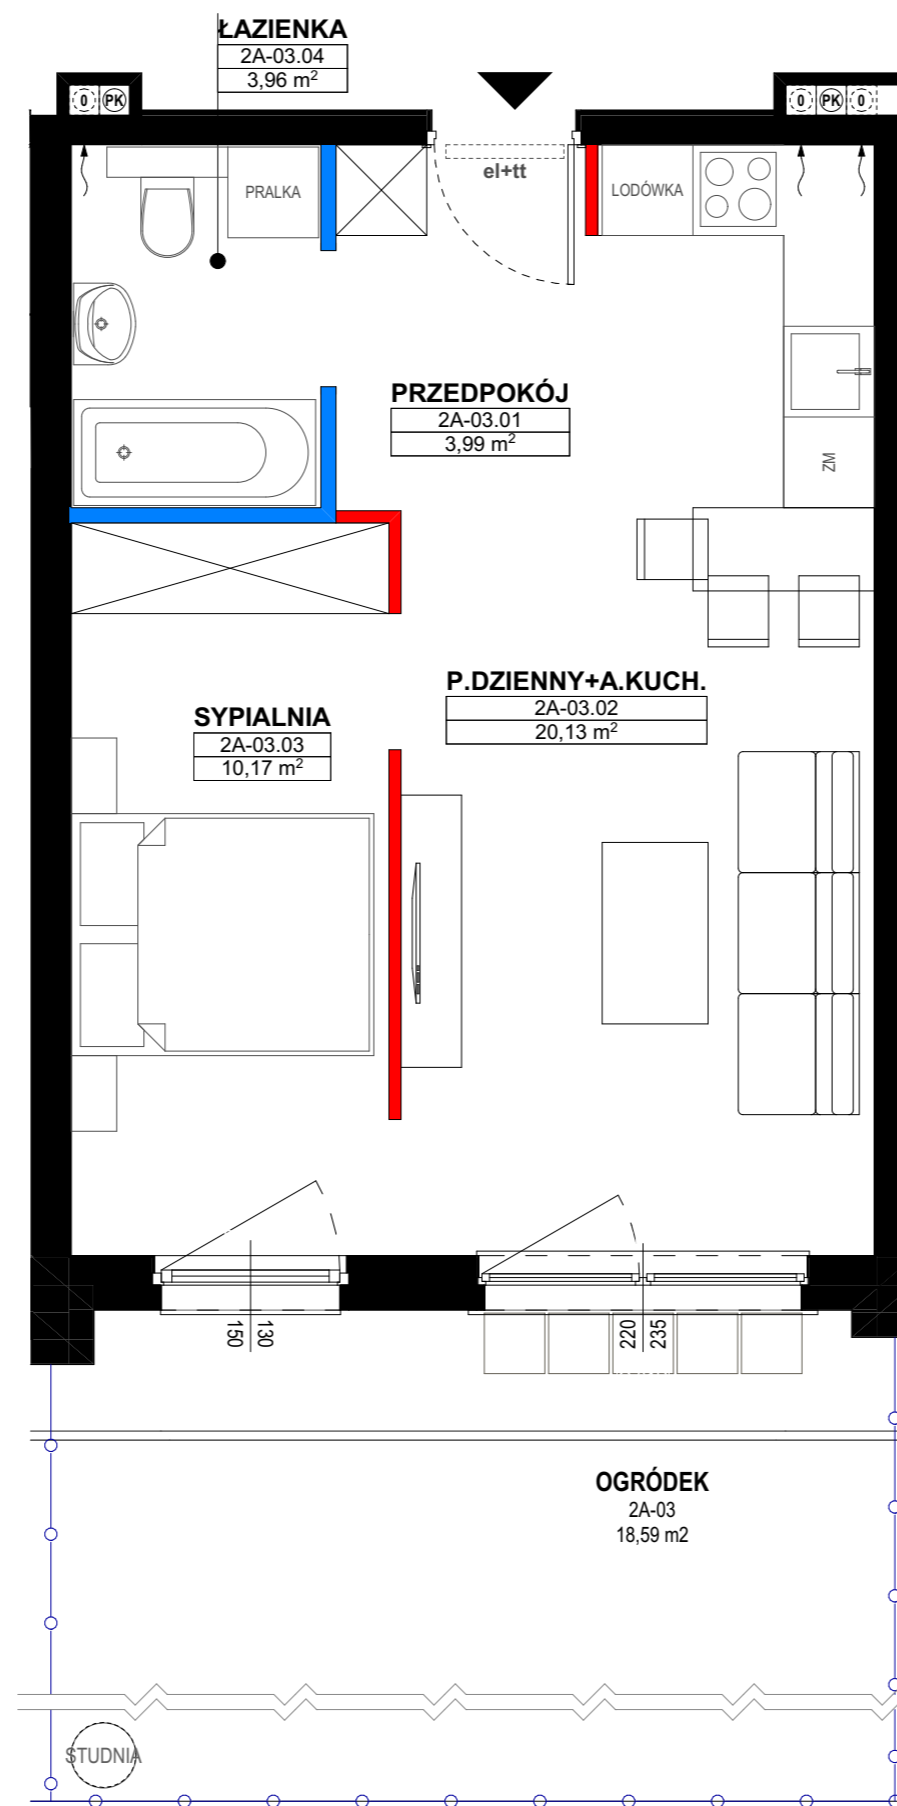 ŁAZIENKA
2A-03.04
3,96 m²
0 PK
0 PK 0
el+tt
PRALKA
LODÓWKA
PRZEDPOKÓJ
2A-03.01
3,99 m²
ZM
P.DZIENNY+A.KUCH.
2A-03.02
20,13 m²
SYPIALNIA
2A-03.03
10,17 m²
150 130
220 235
OGRÓDEK
2A-03
18,59 m2
STUDNIA